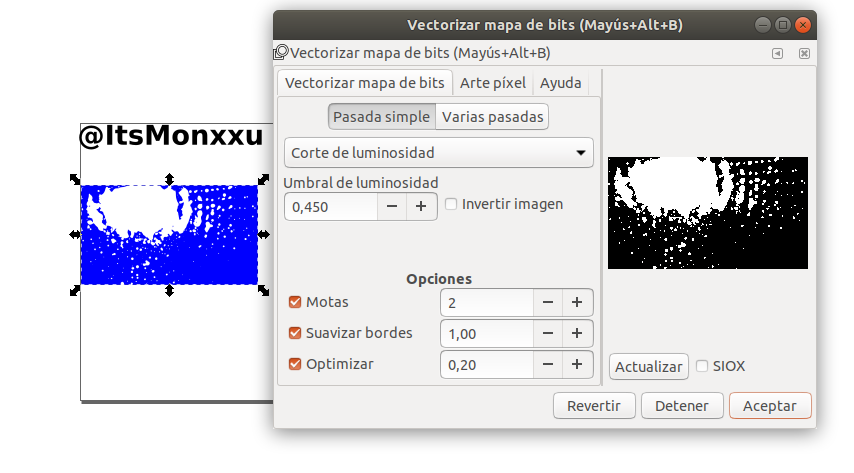 Vectorizar mapa de bits (Mayús+Alt+B)
Vectorizar mapa de bits (Mayús+Alt+B)
Vectorizar mapa de bits Arte píxel Ayuda
@ItsMonxxu
Pasada simple Varias pasadas
Corte de luminosidad
Umbral de luminosidad
0,450 − + Invertir imagen
Opciones
Motas 2 − +
Suavizar bordes 1,00 − +
Optimizar 0,20 − +
Actualizar SIOX
Revertir Detener Aceptar